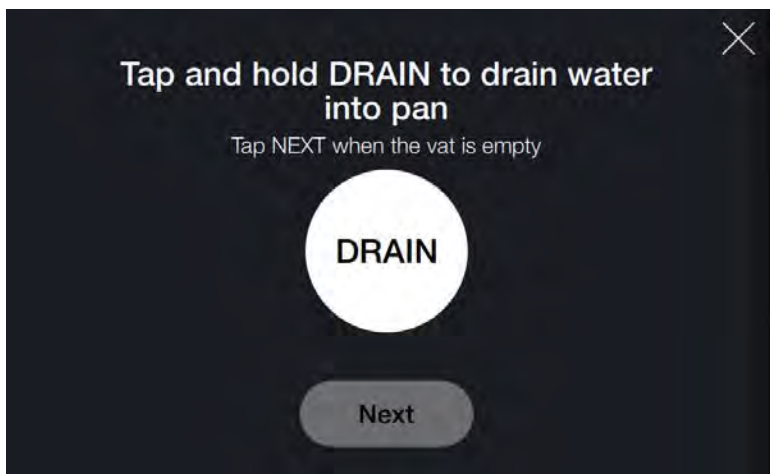 Tap and hold DRAIN to drain water
into pan
Tap NEXT when the vat is empty
DRAIN
Next